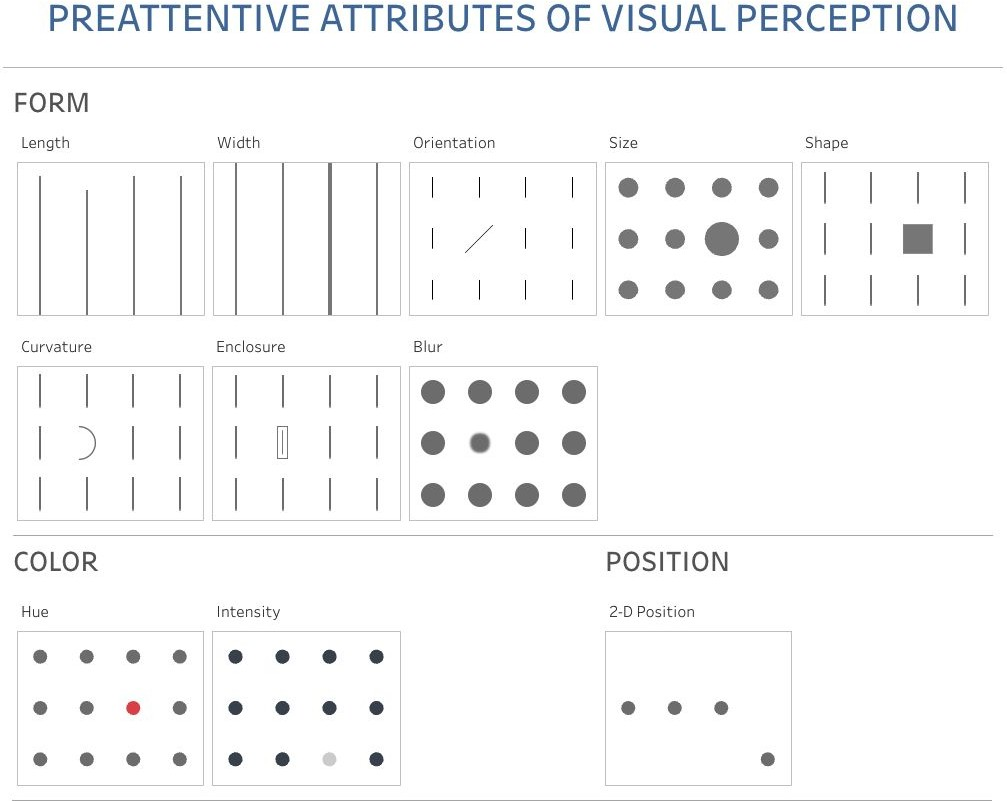 PREATTENTIVE ATTRIBUTES OF VISUAL PERCEPTION
FORM
Length
Width
Orientation
Size
Shape
Curvature
Enclosure
Blur
COLOR
Hue
Intensity
POSITION
2-D Position